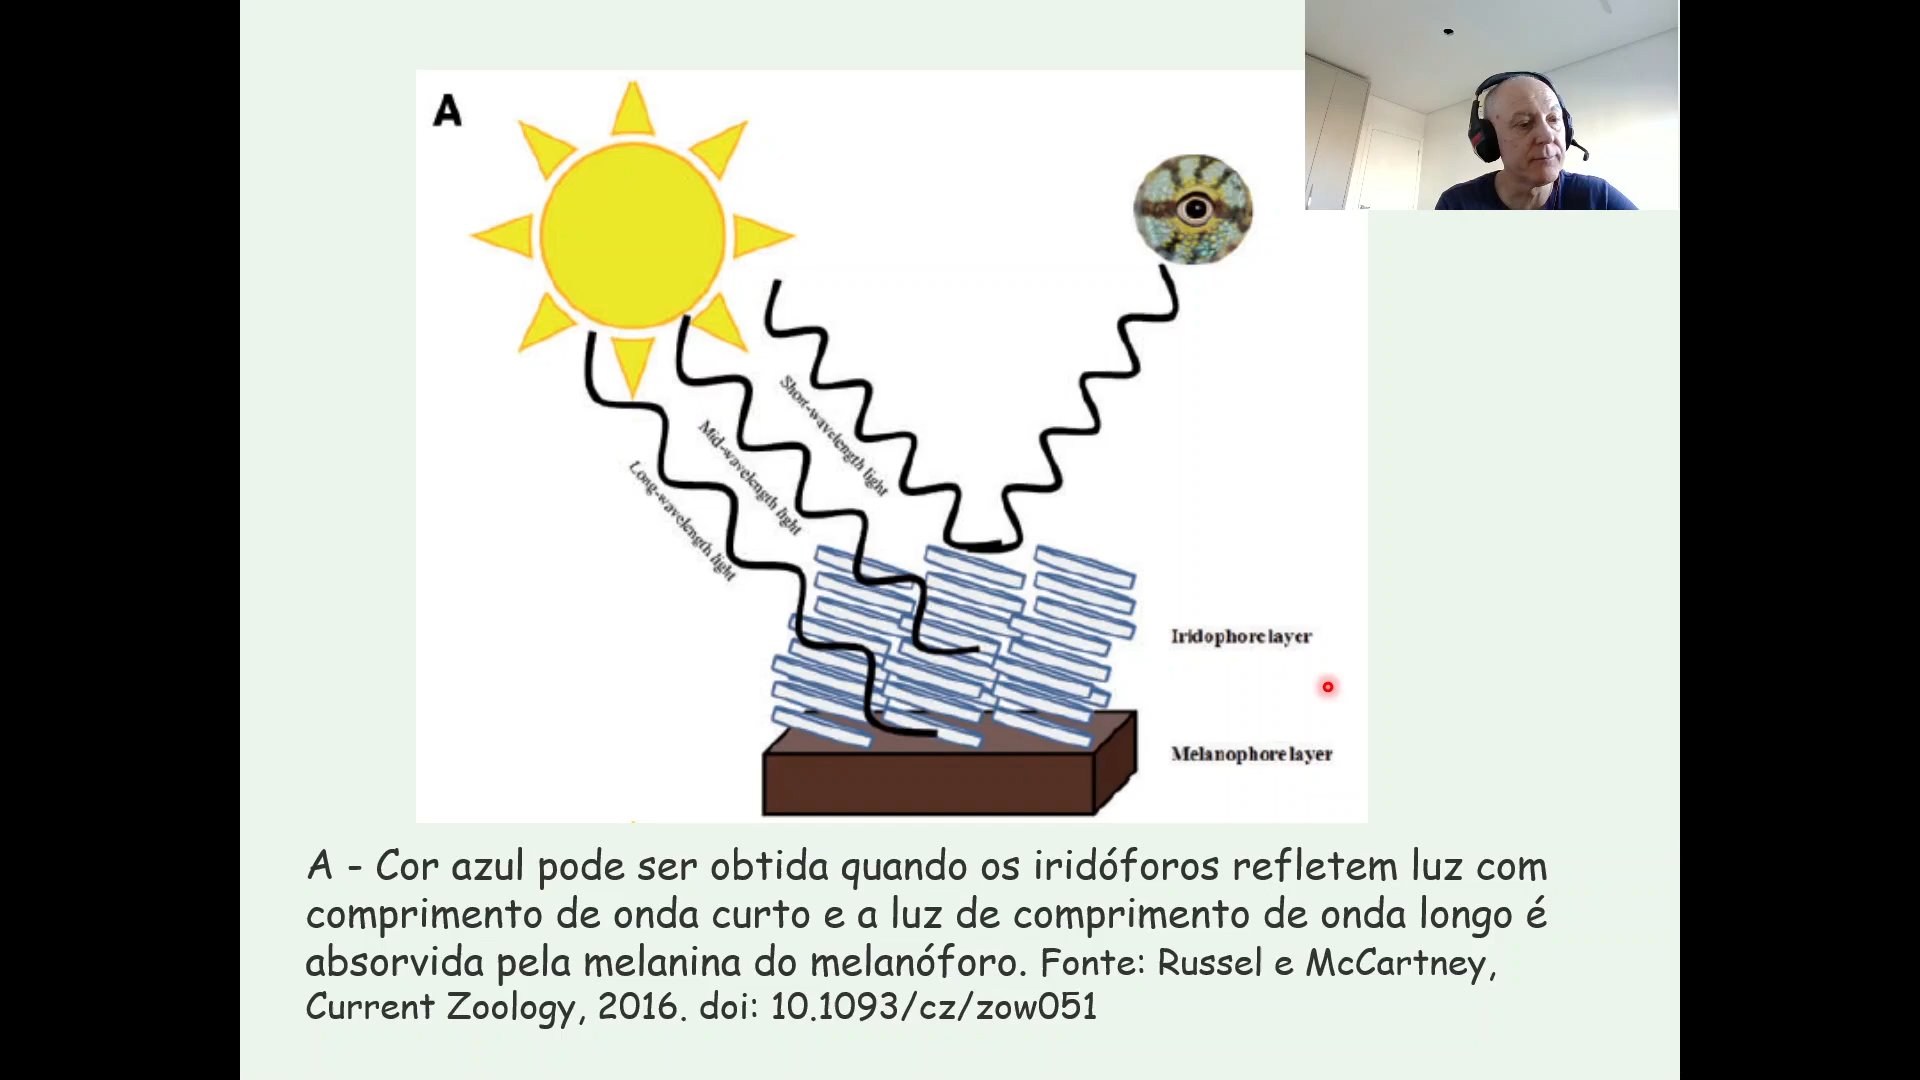 A
Short-wavelength light
Mid-wavelength light
Long-wavelength light
Iridophore layer
Melanophore layer
A - Cor azul pode ser obtida quando os iridóforos refletem luz com
comprimento de onda curto e a luz de comprimento de onda longo é
absorvida pela melanina do melanóforo. Fonte: Russel e McCartney,
Current Zoology, 2016. doi: 10.1093/cz/zow051